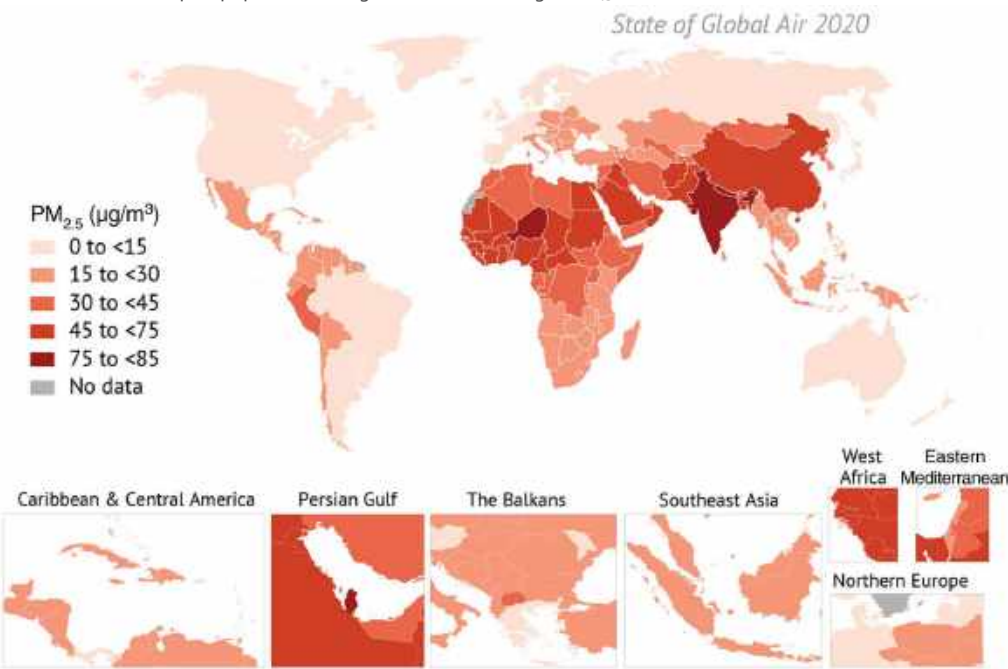 State of Global Air 2020
PM2.5 (µg/m³)
0 to <15
15 to <30
30 to <45
45 to <75
75 to <85
No data
Caribbean & Central America
Persian Gulf
The Balkans
Southeast Asia
West
Africa
Eastern
Mediterranean
Northern Europe